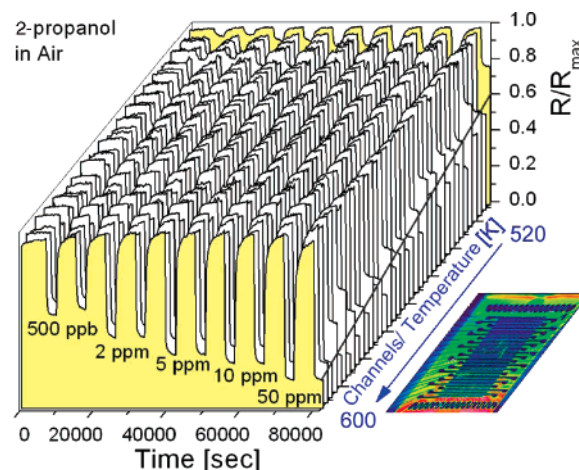 2-propanol
in Air
1.0
0.8
0.6
0.4
0.2
0.0
R/Rmax
500 ppb
2 ppm
5 ppm
10 ppm
50 ppm
520
Channels/ Temperature [K]
600
0 20000 40000 60000 80000
Time [sec]